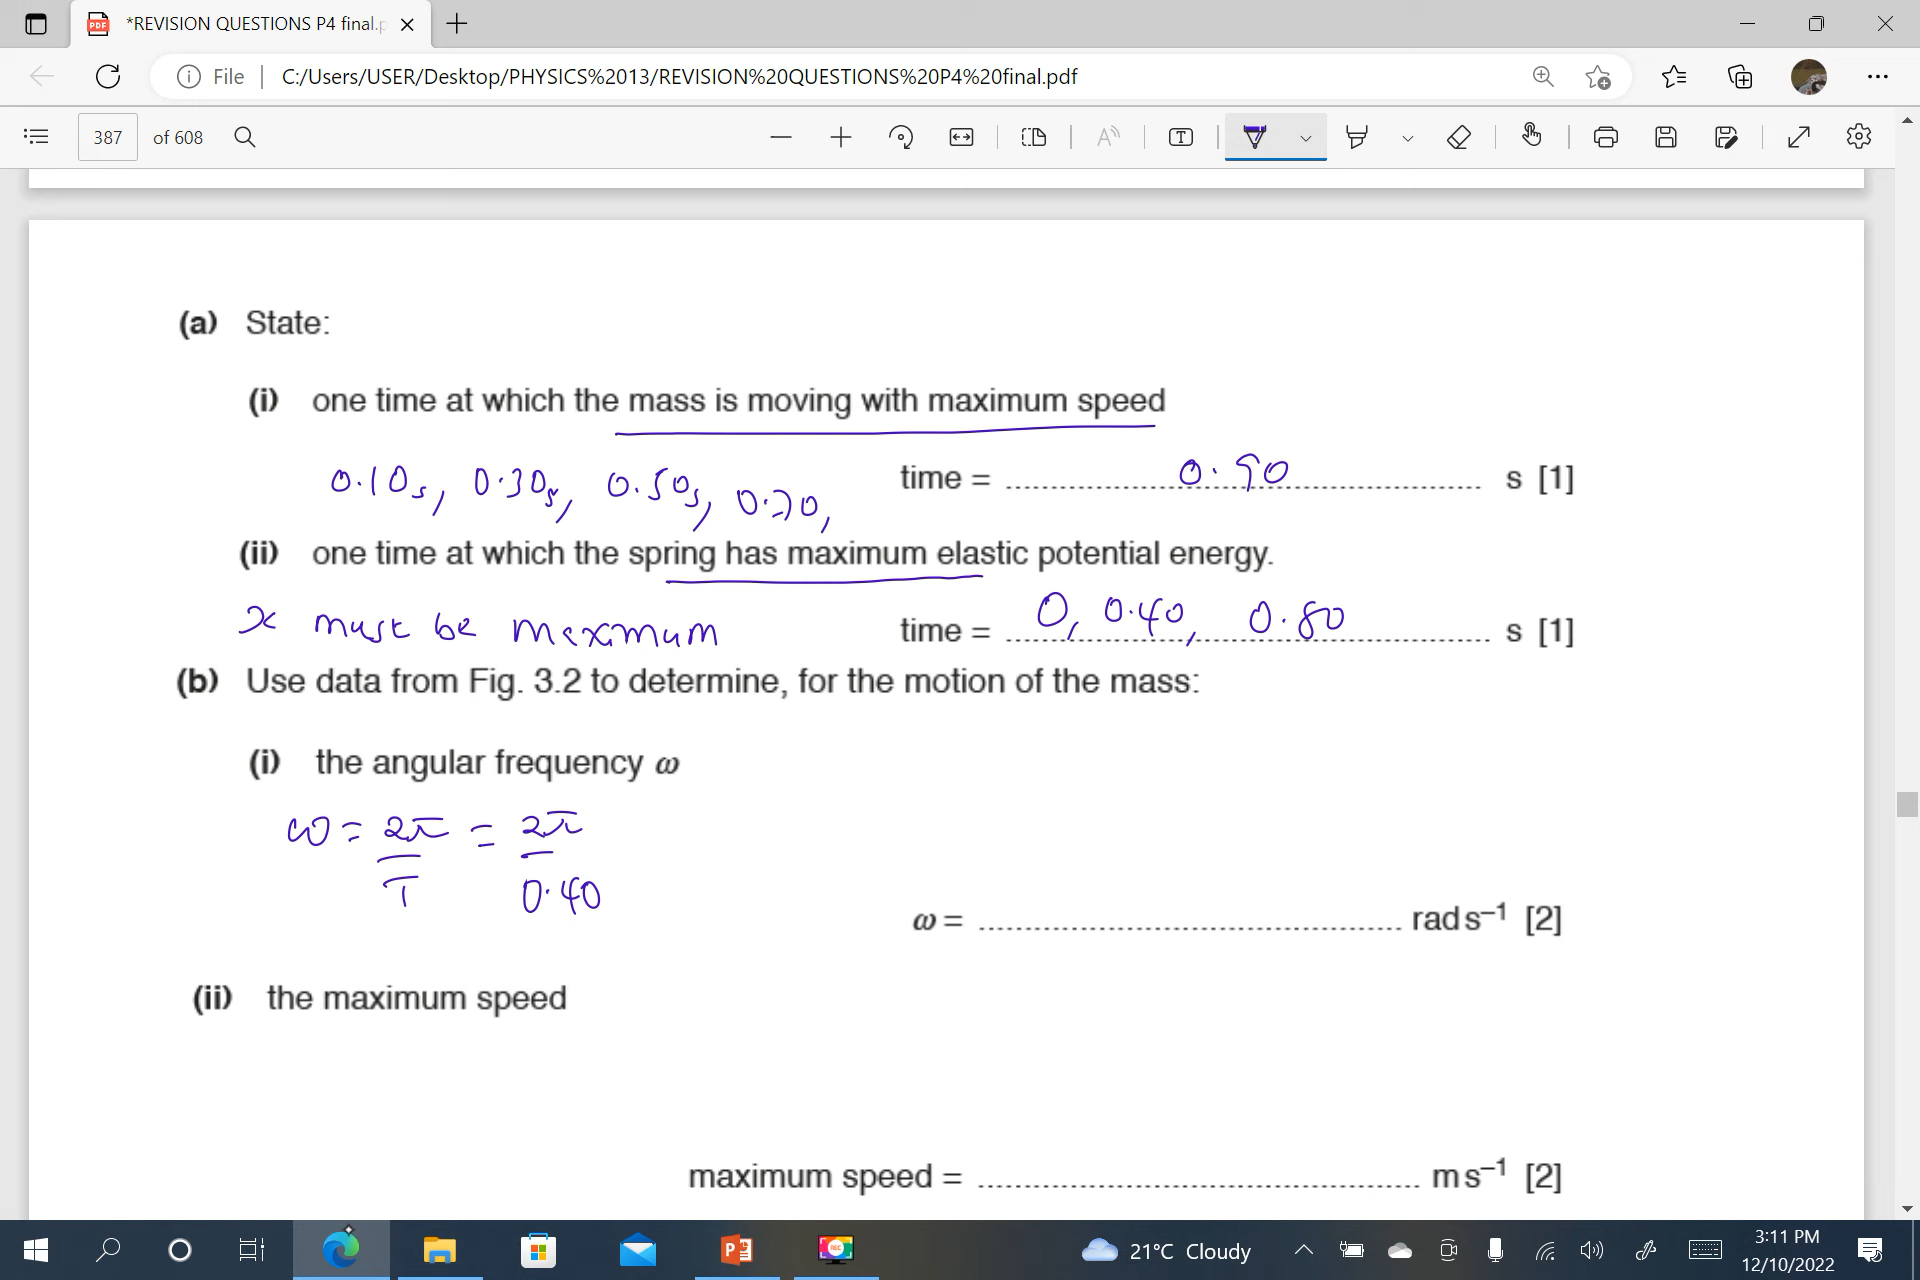 *REVISION QUESTIONS P4 final.p
File C:/Users/USER/Desktop/PHYSICS%2013/REVISION%20QUESTIONS%20P4%20final.pdf
387 of 608
(a) State:
(i) one time at which the mass is moving with maximum speed
0.10s, 0.30s, 0.50s, 0.70, time = 0.90 s [1]
(ii) one time at which the spring has maximum elastic potential energy.
x must be maximum time = 0, 0.40, 0.80 s [1]
(b) Use data from Fig. 3.2 to determine, for the motion of the mass:
(i) the angular frequency ω
ω = 2π/T = 2π/0.40
ω = ........................................ rad s⁻¹ [2]
(ii) the maximum speed
maximum speed = ........................................ m s⁻¹ [2]
21°C Cloudy
3:11 PM
12/10/2022